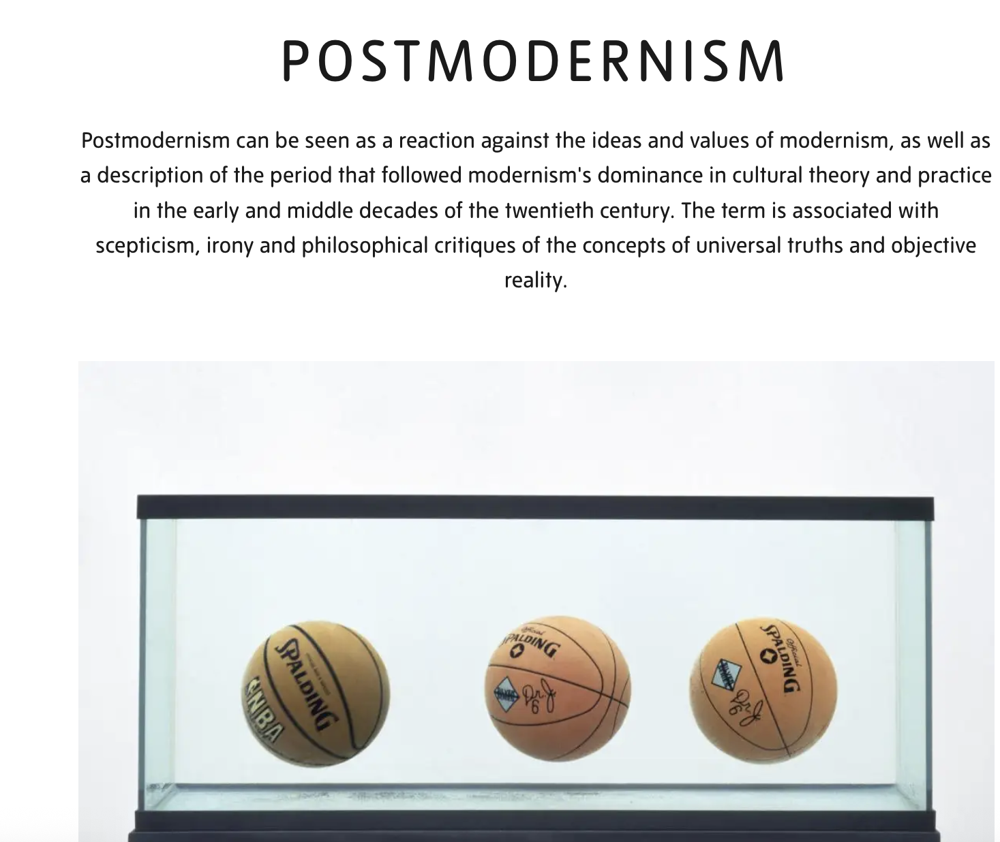 POSTMODERNISM
Postmodernism can be seen as a reaction against the ideas and values of modernism, as well as
a description of the period that followed modernism's dominance in cultural theory and practice
in the early and middle decades of the twentieth century. The term is associated with
scepticism, irony and philosophical critiques of the concepts of universal truths and objective
reality.
SPALDING
NBA
Official
SPALDING
Dr. J
6
Official
SPALDING
Dr. J
6